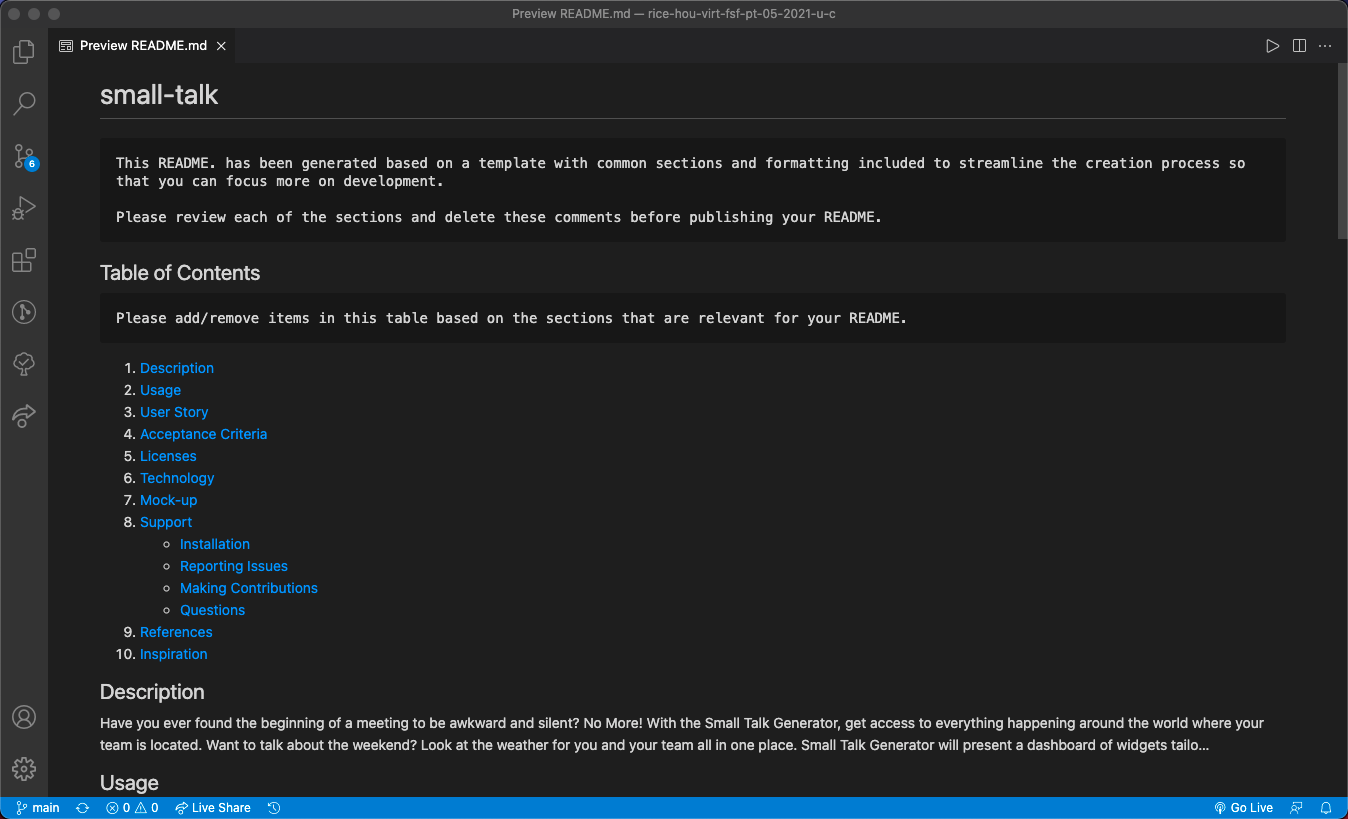 Preview README.md — rice-hou-virt-fsf-pt-05-2021-u-c
Preview README.md
small-talk
This README. has been generated based on a template with common sections and formatting included to streamline the creation process so
that you can focus more on development.
Please review each of the sections and delete these comments before publishing your README.
Table of Contents
Please add/remove items in this table based on the sections that are relevant for your README.
1. Description
2. Usage
3. User Story
4. Acceptance Criteria
5. Licenses
6. Technology
7. Mock-up
8. Support
Installation
Reporting Issues
Making Contributions
Questions
9. References
10. Inspiration
Description
Have you ever found the beginning of a meeting to be awkward and silent? No More! With the Small Talk Generator, get access to everything happening around the world where your
team is located. Want to talk about the weekend? Look at the weather for you and your team all in one place. Small Talk Generator will present a dashboard of widgets tailo...
Usage
6
main 0 0 Live Share Go Live